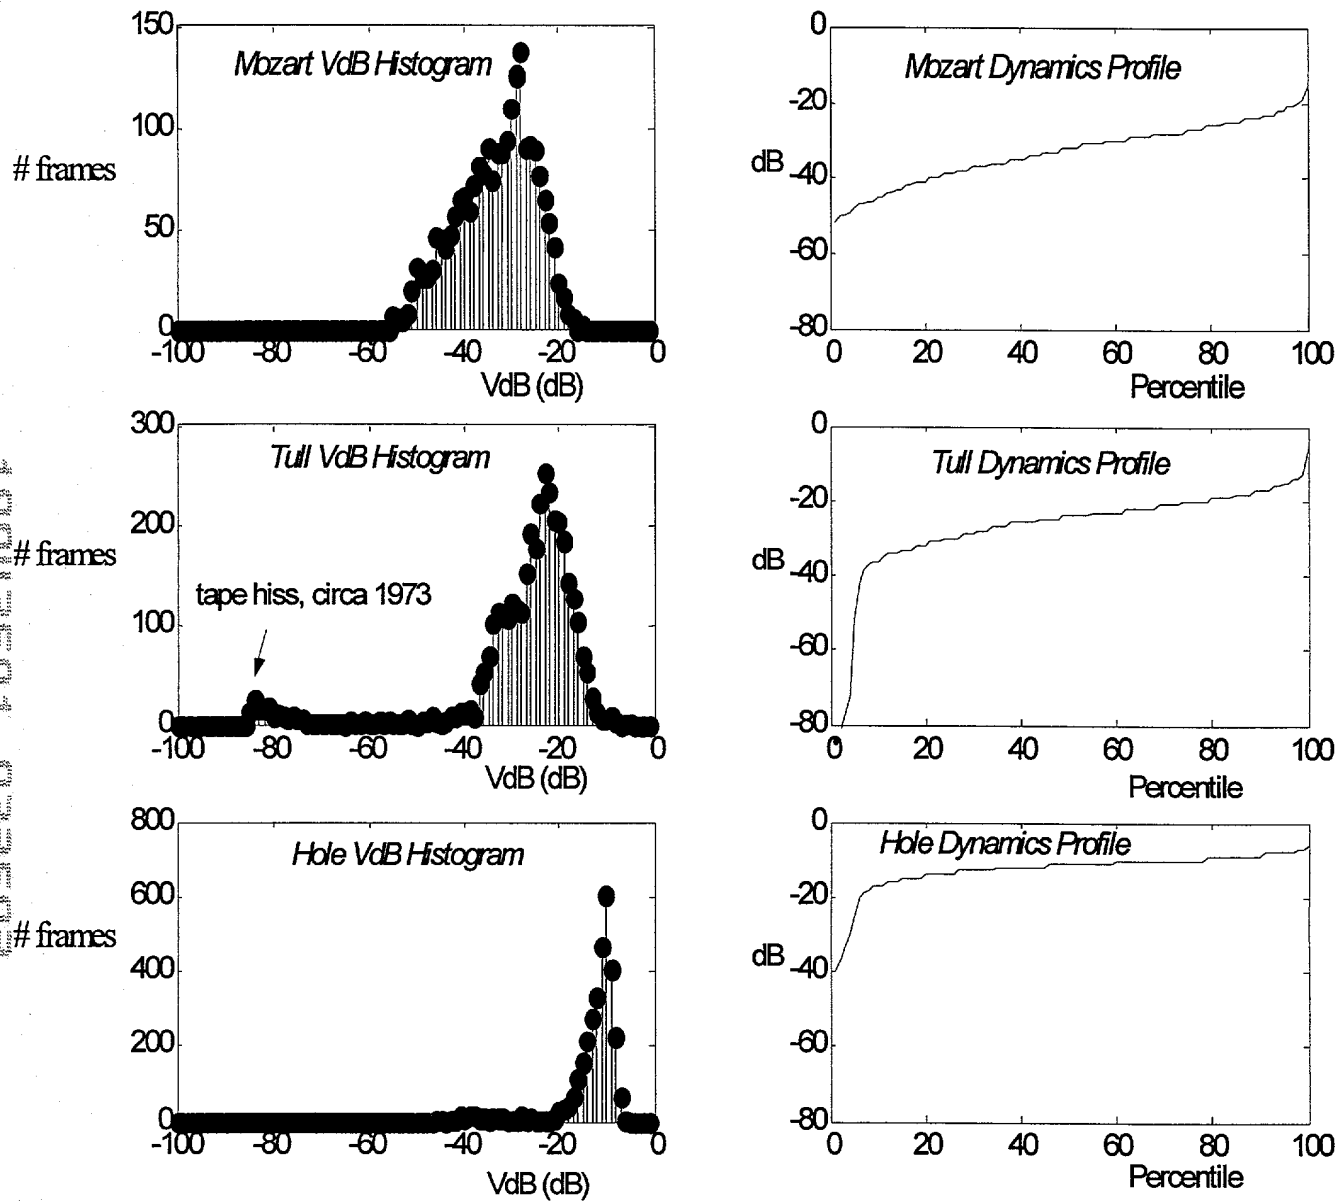 Mozart VdB Histogram
150
100
50
0
# frames
-100 -80 -60 -40 -20 0
VdB (dB)
Mozart Dynamics Profile
0
-20
-40
-60
-80
dB
0 20 40 60 80 100
Percentile
Tull VdB Histogram
300
200
100
0
# frames
tape hiss, circa 1973
-100 -80 -60 -40 -20 0
VdB (dB)
Tull Dynamics Profile
0
-20
-40
-60
-80
dB
0 20 40 60 80 100
Percentile
Hole VdB Histogram
800
600
400
200
0
# frames
-100 -80 -60 -40 -20 0
VdB (dB)
Hole Dynamics Profile
0
-20
-40
-60
-80
dB
0 20 40 60 80 100
Percentile